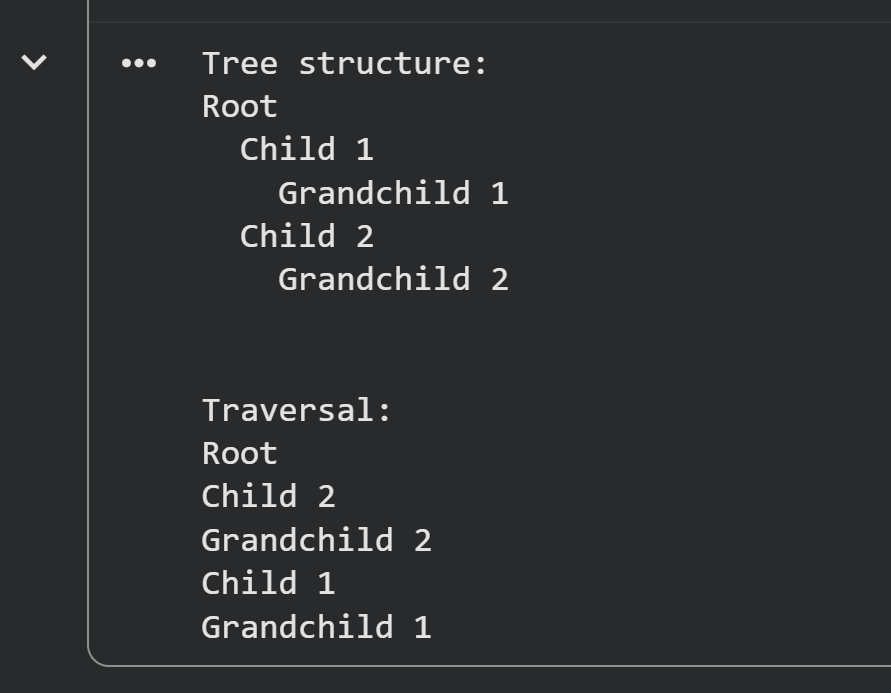 Tree structure:
Root
  Child 1
    Grandchild 1
  Child 2
    Grandchild 2


Traversal:
Root
Child 2
Grandchild 2
Child 1
Grandchild 1